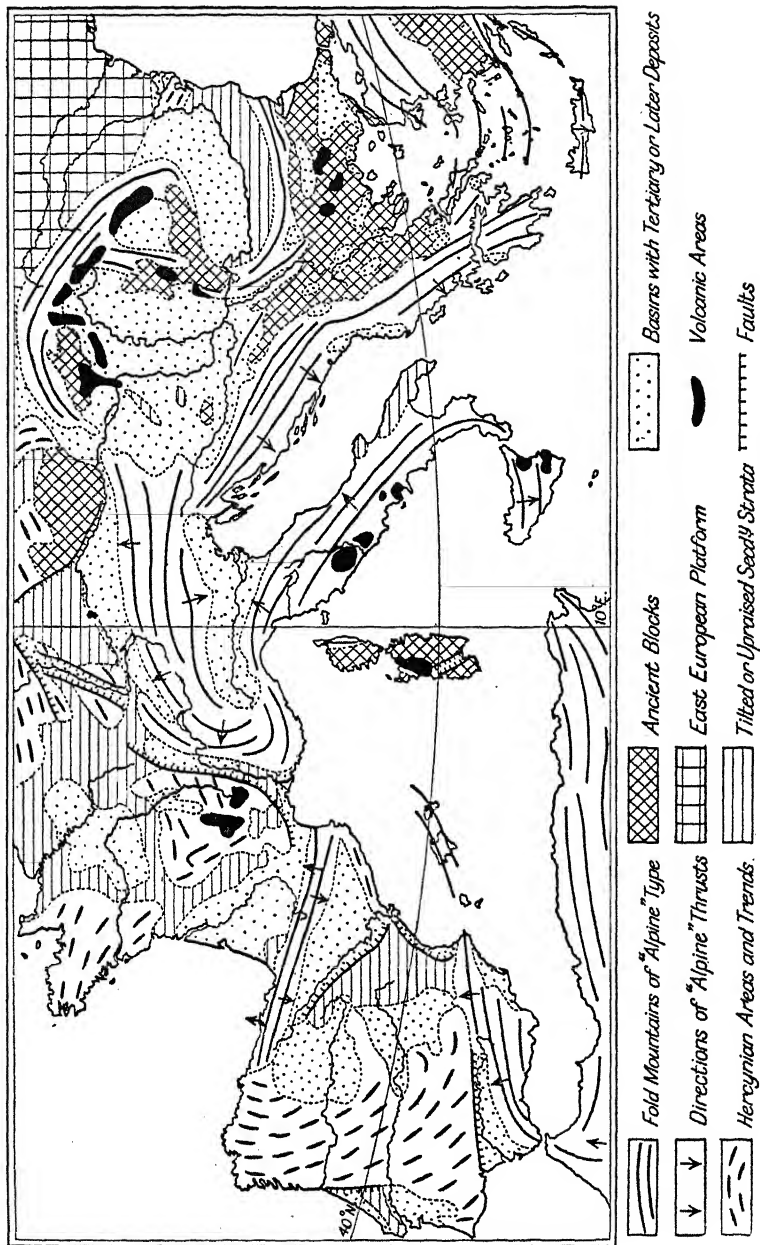 40°N.
10°E.
Fold Mountains of "Alpine" Type
Ancient Blocks
Basins with Tertiary or Later Deposits
Directions of "Alpine" Thrusts
East European Platform
Volcanic Areas
Hercynian Areas and Trends.
Tilted or Upraised Secdy Strata
Faults